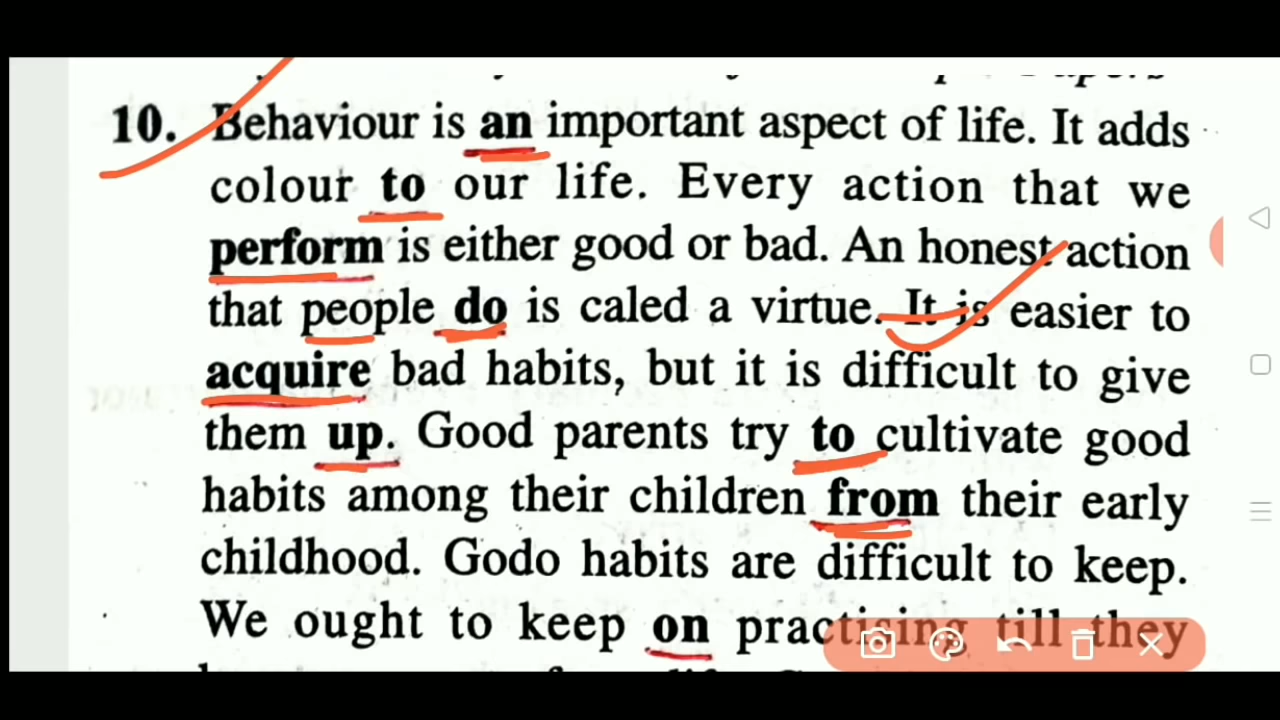 10. Behaviour is an important aspect of life. It adds
colour to our life. Every action that we
perform is either good or bad. An honest action
that people do is caled a virtue. It is easier to
acquire bad habits, but it is difficult to give
them up. Good parents try to cultivate good
habits among their children from their early
childhood. Godo habits are difficult to keep.
We ought to keep on practising till they